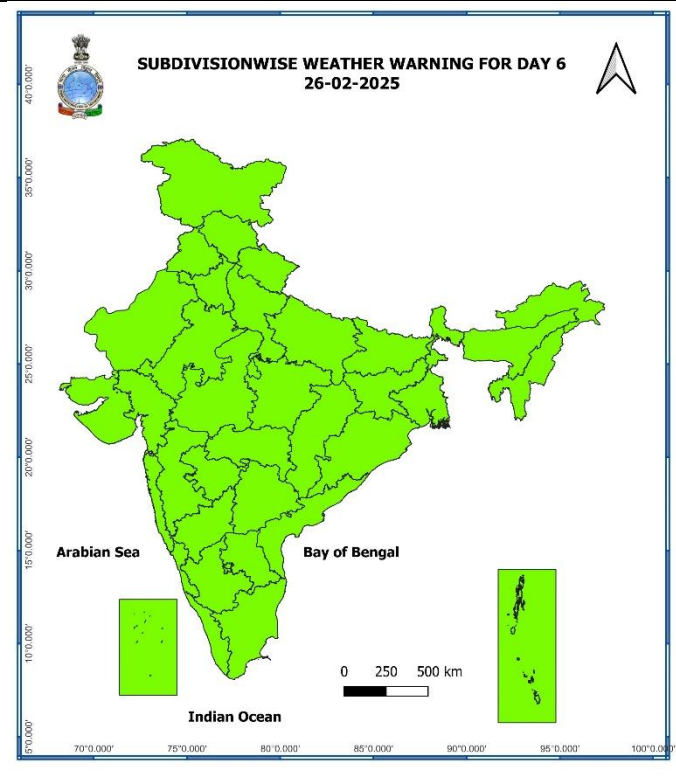 SUBDIVISIONWISE WEATHER WARNING FOR DAY 6
26-02-2025
40°0.000'
35°0.000'
30°0.000'
25°0.000'
20°0.000'
15°0.000'
10°0.000'
5°0.000'
Arabian Sea
Bay of Bengal
0 250 500 km
Indian Ocean
70°0.000' 75°0.000' 80°0.000' 85°0.000' 90°0.000' 95°0.000' 100°0.000'